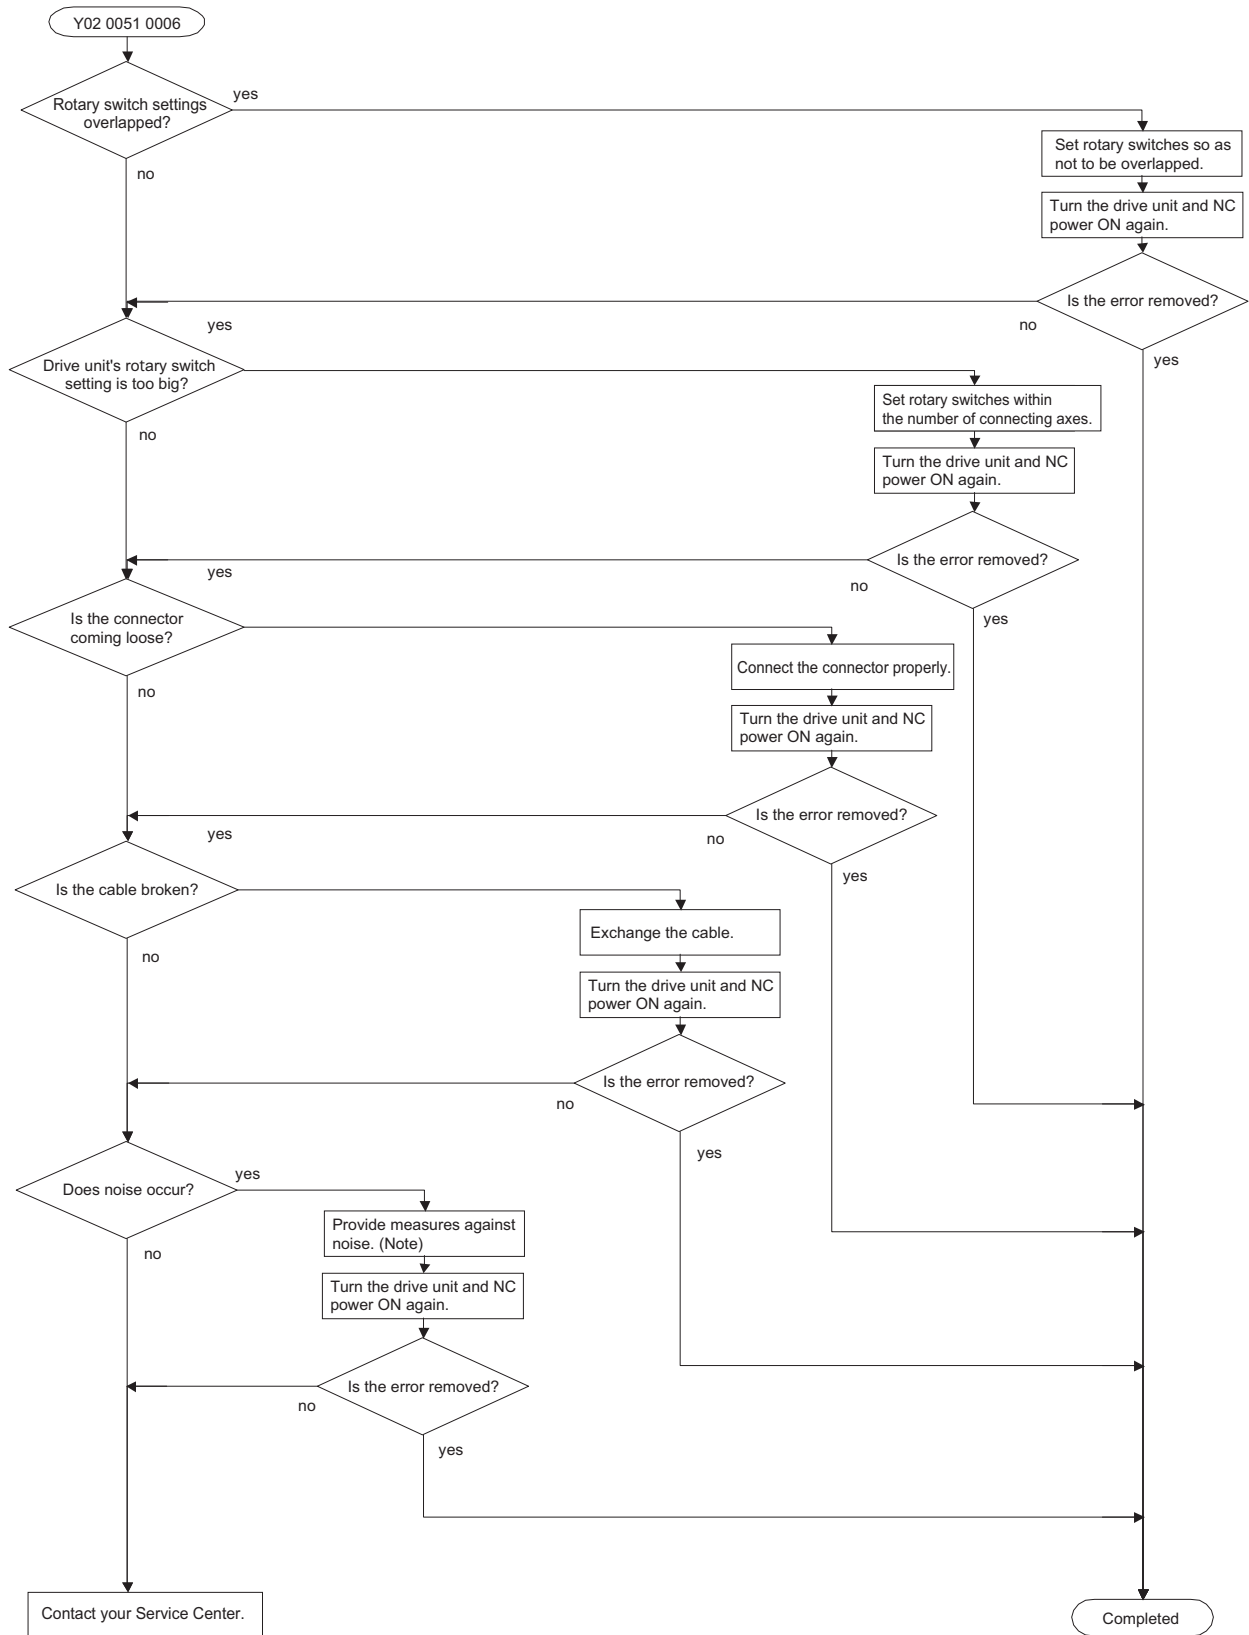 Y02 0051 0006
Rotary switch settings
overlapped?
yes
no
Set rotary switches so as
not to be overlapped.
Turn the drive unit and NC
power ON again.
Is the error removed?
no
yes
yes
Drive unit's rotary switch
setting is too big?
no
Set rotary switches within
the number of connecting axes.
Turn the drive unit and NC
power ON again.
Is the error removed?
no
yes
yes
Is the connector
coming loose?
no
Connect the connector properly.
Turn the drive unit and NC
power ON again.
Is the error removed?
no
yes
yes
Is the cable broken?
no
Exchange the cable.
Turn the drive unit and NC
power ON again.
Is the error removed?
no
yes
Does noise occur?
yes
no
Provide measures against
noise. (Note)
Turn the drive unit and NC
power ON again.
Is the error removed?
no
yes
Contact your Service Center.
Completed